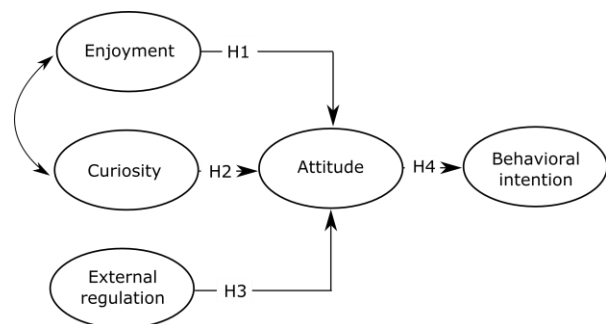 Enjoyment
H1
Curiosity
H2
Attitude
H4
Behavioral
intention
External
regulation
H3